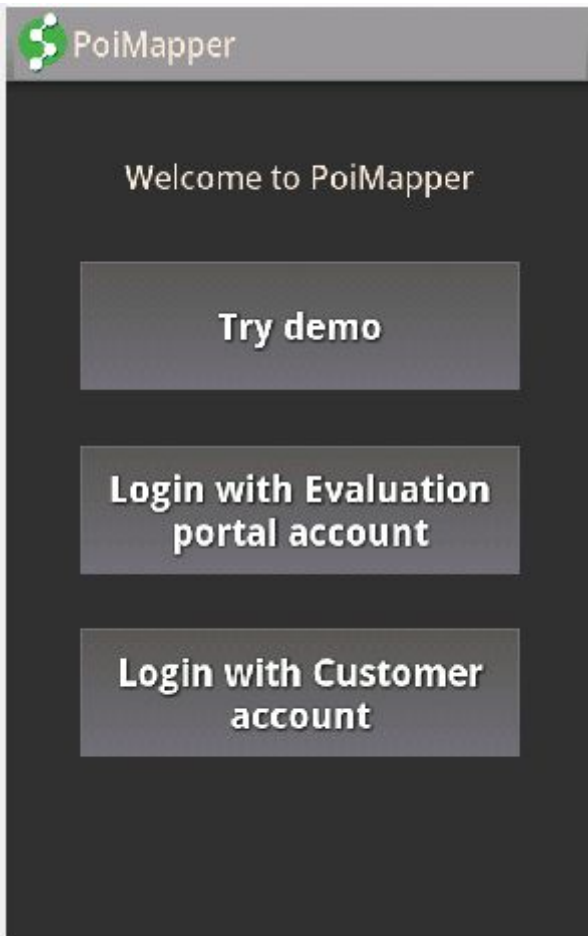 PoiMapper
Welcome to PoiMapper
Try demo
Login with Evaluation
portal account
Login with Customer
account